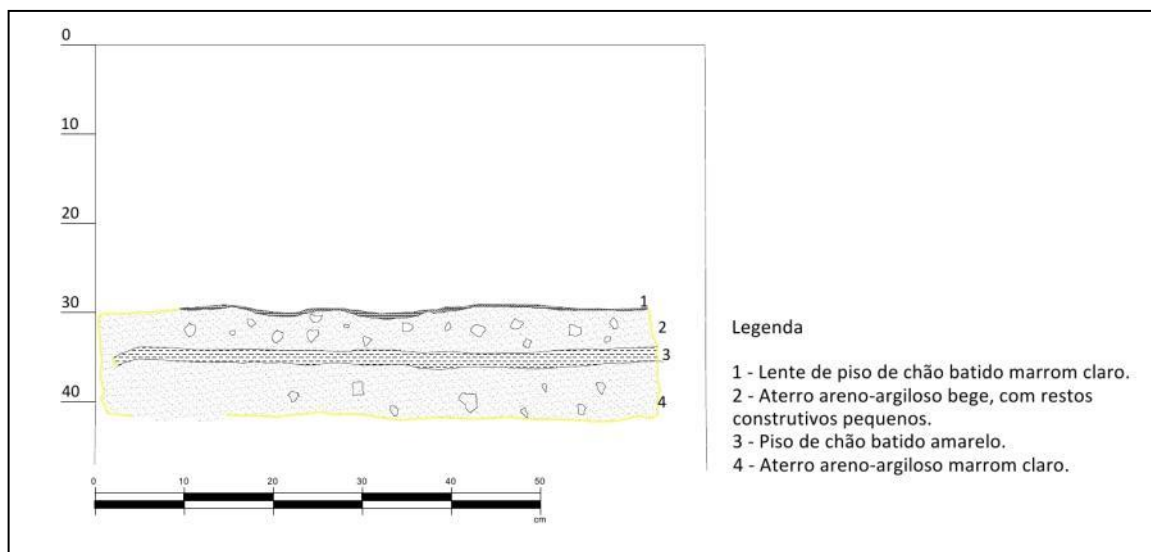 0
10
20
30
40
1
2
3
4
Legenda
1 - Lente de piso de chão batido marrom claro.
2 - Aterro areno-argiloso bege, com restos
construtivos pequenos.
3 - Piso de chão batido amarelo.
4 - Aterro areno-argiloso marrom claro.
0 10 20 30 40 50
cm